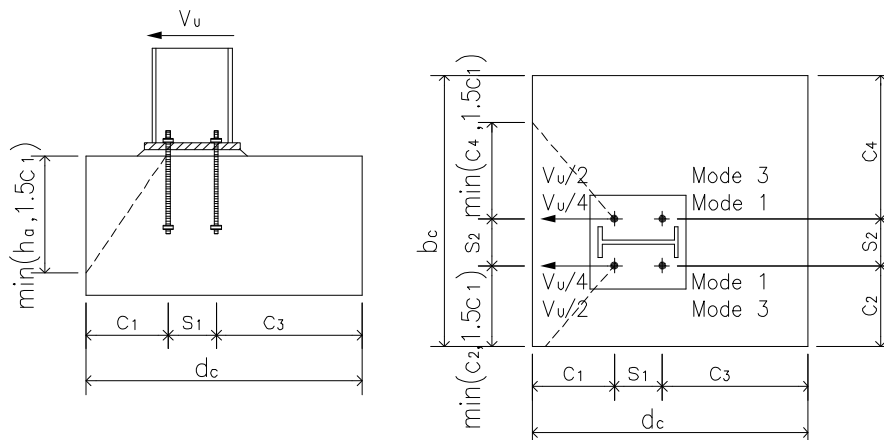 Vu
min(ha,1.5c1)
c1
s1
c3
dc
bc
min(c4,1.5c1)
s2
min(c2,1.5c1)
Vu/2 Mode 3
Vu/4 Mode 1
Vu/4 Mode 1
Vu/2 Mode 3
c4
s2
c2
c1
s1
c3
dc